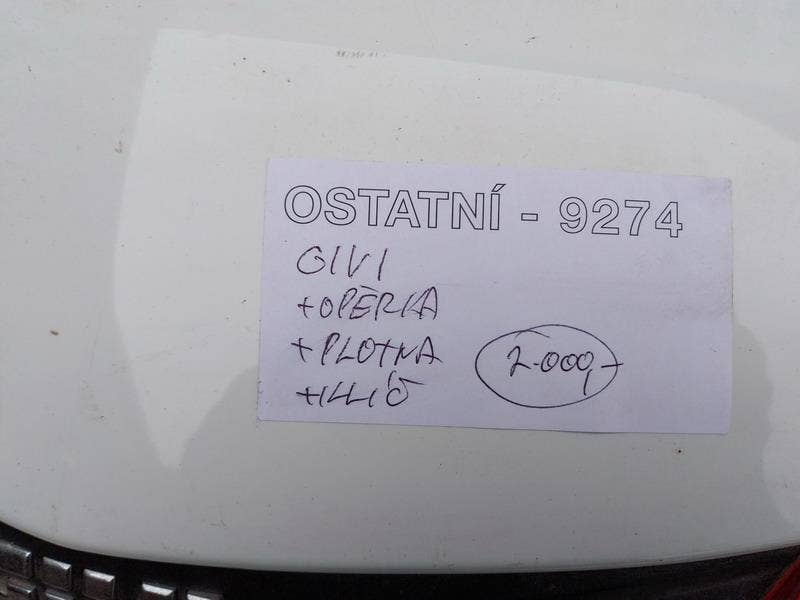 OSTATNÍ - 9274
GIVI
+OPĚRKA
+PLOTNA
+KLÍČ
2.000,-